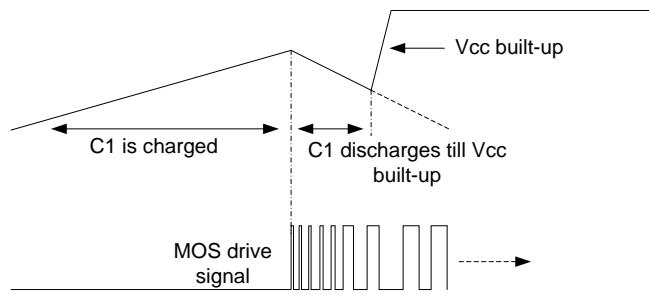 Vcc built-up
C1 is charged
C1 discharges till Vcc
built-up
MOS drive
signal